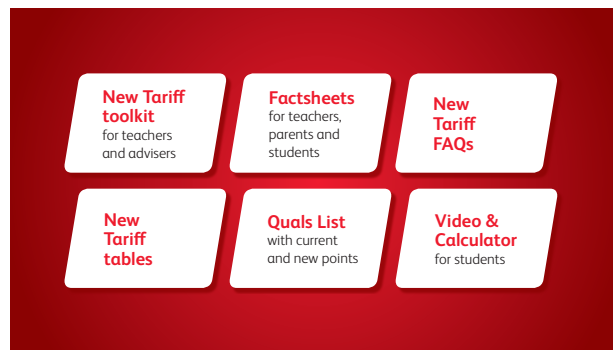 New Tariff
toolkit
for teachers
and advisers
Factsheets
for teachers,
parents and
students
New
Tariff
FAQs
New
Tariff
tables
Quals List
with current
and new points
Video &
Calculator
for students